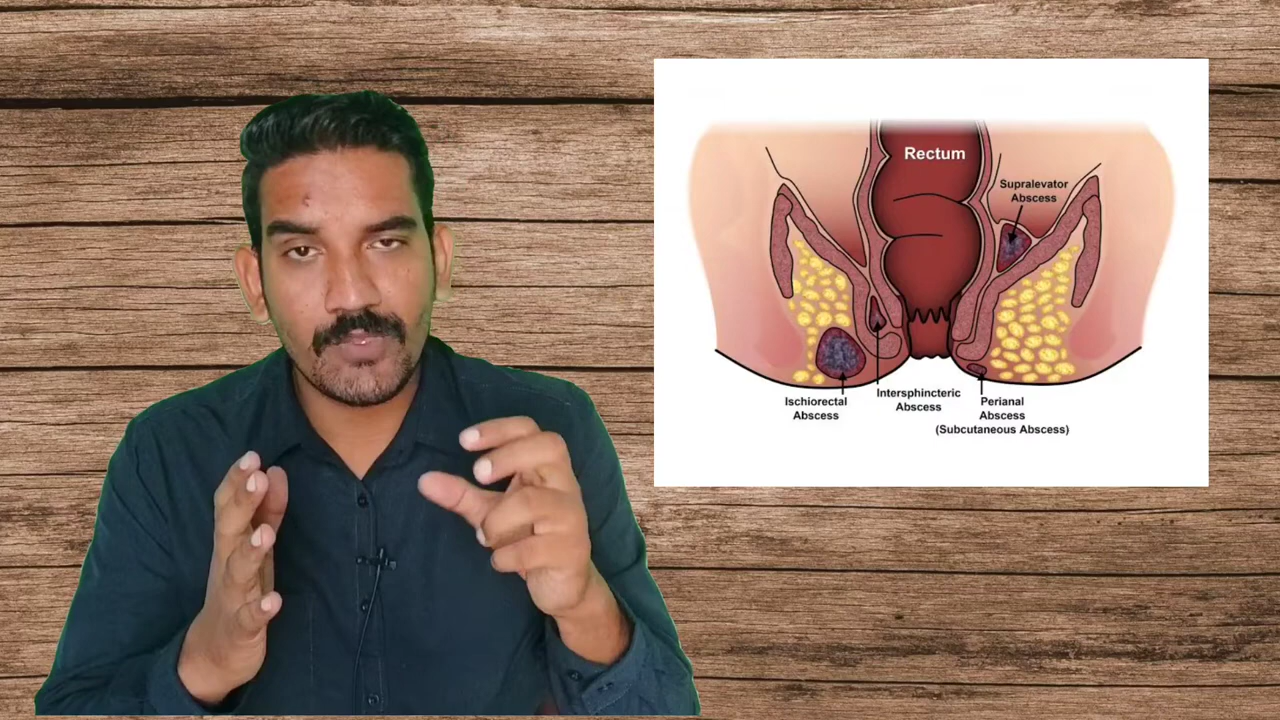 Rectum
Supralevator
Abscess
Ischiorectal
Abscess
Intersphincteric
Abscess
Perianal
Abscess
(Subcutaneous Abscess)